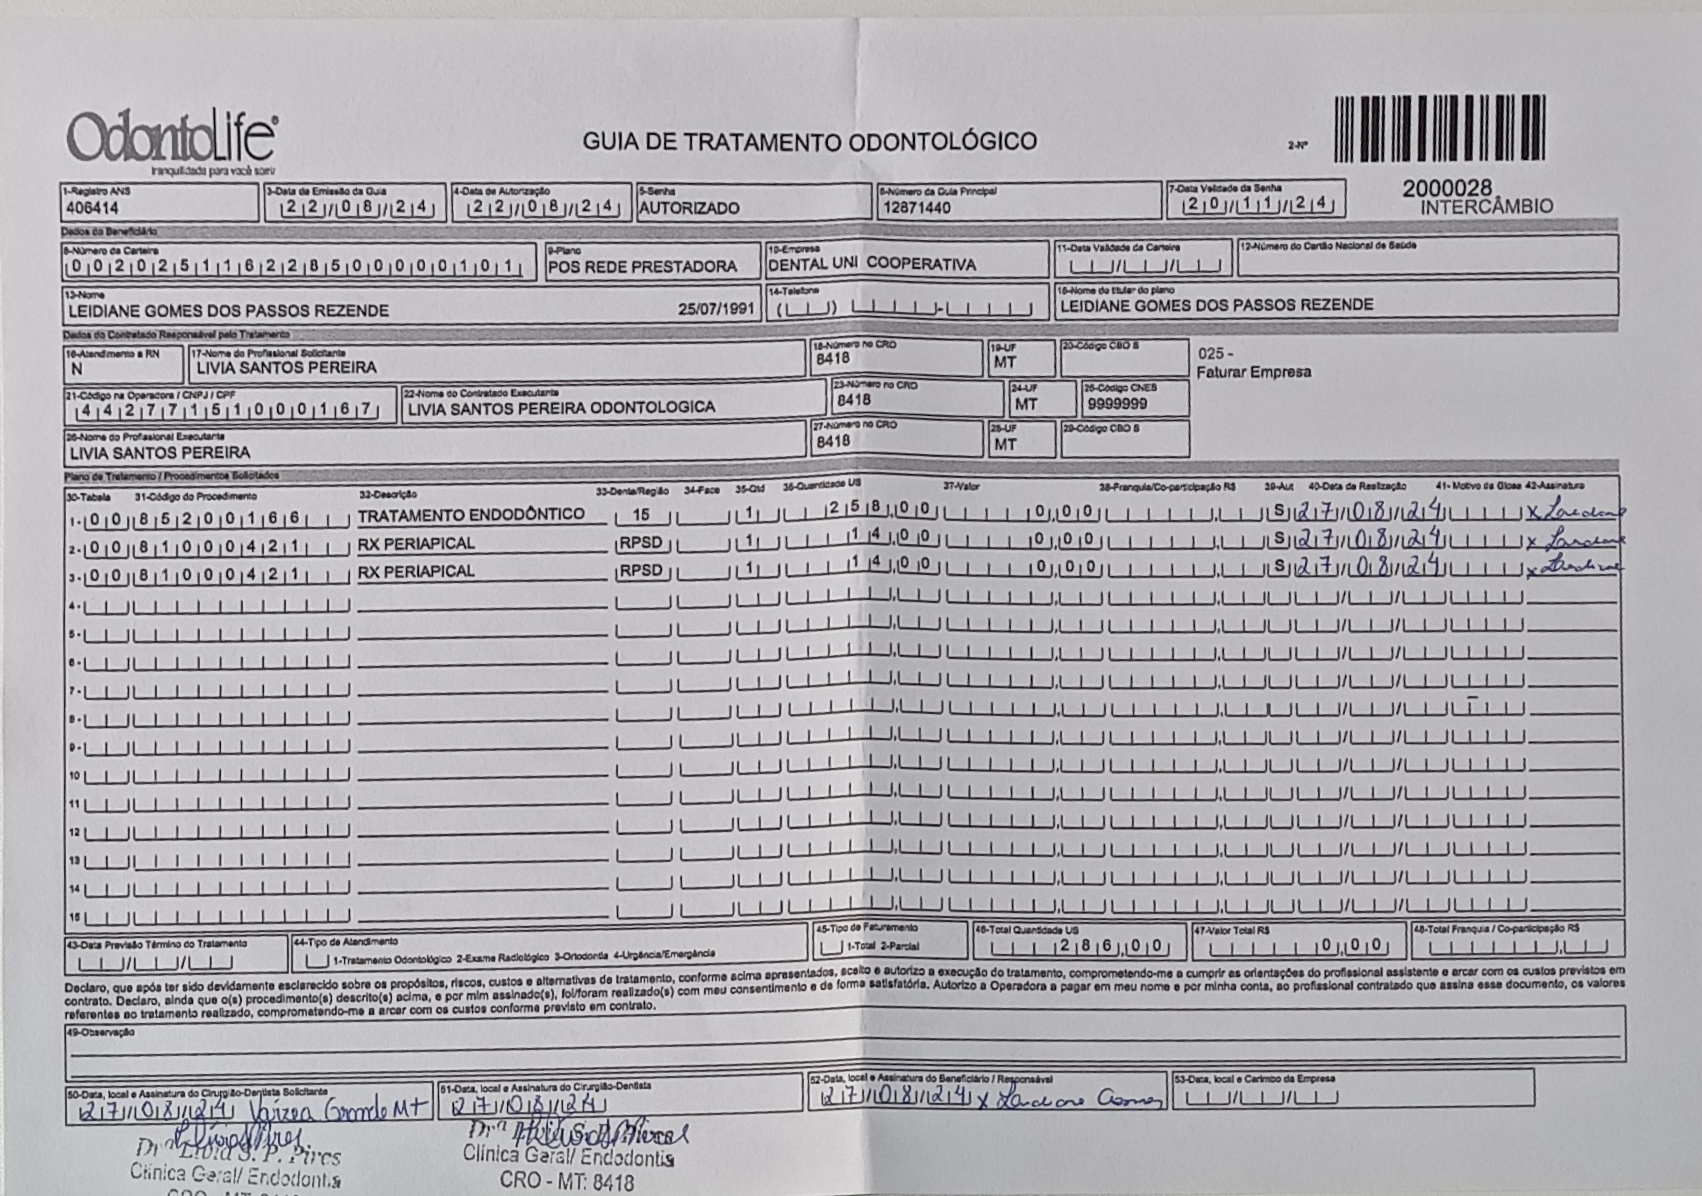 OdontoLife®
tranquilidade para você sorrir
GUIA DE TRATAMENTO ODONTOLÓGICO
2-Nº
2000028
INTERCÂMBIO
1-Registro ANS
406414
3-Data de Emissão da Guia
22/08/24
4-Data de Autorização
22/08/24
5-Senha
AUTORIZADO
6-Número da Guia Principal
12871440
7-Data Validade da Senha
20/11/24
Dados do Beneficiário
8-Número da Carteira
002025116228500000101
9-Plano
POS REDE PRESTADORA
10-Empresa
DENTAL UNI COOPERATIVA
11-Data Validade da Carteira
12-Número do Cartão Nacional de Saúde
13-Nome
LEIDIANE GOMES DOS PASSOS REZENDE 25/07/1991
14-Telefone
15-Nome do titular do plano
LEIDIANE GOMES DOS PASSOS REZENDE
Dados do Contratado Responsável pelo Tratamento
16-Atendimento a RN
N
17-Nome do Profissional Solicitante
LIVIA SANTOS PEREIRA
18-Número no CRO
8418
19-UF
MT
20-Código CBO S
025 -
Faturar Empresa
21-Código na Operadora / CNPJ / CPF
44277151000167
22-Nome do Contratado Executante
LIVIA SANTOS PEREIRA ODONTOLOGICA
23-Número no CRO
8418
24-UF
MT
25-Código CNES
9999999
26-Nome do Profissional Executante
LIVIA SANTOS PEREIRA
27-Número no CRO
8418
28-UF
MT
29-Código CBO S
Plano de Tratamento / Procedimentos Solicitados
30-Tabela 31-Código do Procedimento 32-Descrição 33-Dente/Região 34-Face 35-Qtd 36-Quantidade US 37-Valor 38-Franquia/Co-participação R$ 39-Aut 40-Data da Realização 41- Motivo da Glosa 42-Assinatura
1- 00 85200166 TRATAMENTO ENDODÔNTICO 15 1 258,00 0,00 S 27/08/24 x
2- 00 81000421 RX PERIAPICAL RPSD 1 14,00 0,00 S 27/08/24 x
3- 00 81000421 RX PERIAPICAL RPSD 1 14,00 0,00 S 27/08/24 x
4-
5-
6-
7-
8-
9-
10
11
12
13
14
15
43-Data Previsão Término do Tratamento
44-Tipo de Atendimento
1-Tratamento Odontológico 2-Exame Radiológico 3-Ortodontia 4-Urgência/Emergência
45-Tipo de Faturamento
1-Total 2-Parcial
46-Total Quantidade US
286,00
47-Valor Total R$
0,00
48-Total Franquia / Co-participação R$
Declaro, que após ter sido devidamente esclarecido sobre os propósitos, riscos, custos e alternativas de tratamento, conforme acima apresentados, aceito e autorizo a execução do tratamento, comprometendo-me a cumprir as orientações do profissional assistente e arcar com os custos previstos em
contrato. Declaro, ainda que o(s) procedimento(s) descrito(s) acima, e por mim assinado(s), foi/foram realizado(s) com meu consentimento e de forma satisfatória. Autorizo a Operadora a pagar em meu nome e por minha conta, ao profissional contratado que assina esse documento, os valores
referentes ao tratamento realizado, comprometendo-me a arcar com os custos conforme previsto em contrato.
49-Observação
50-Data, local e Assinatura do Cirurgião-Dentista Solicitante
27/08/24 Varzea Grande MT
51-Data, local e Assinatura do Cirurgião-Dentista
27/08/24
52-Data, local e Assinatura do Beneficiário / Responsável
27/08/24 x
53-Data, local e Carimbo da Empresa
Drª Livia S. P. Pires
Clínica Geral/ Endodontia
Drª
Clínica Geral/ Endodontia
CRO - MT: 8418